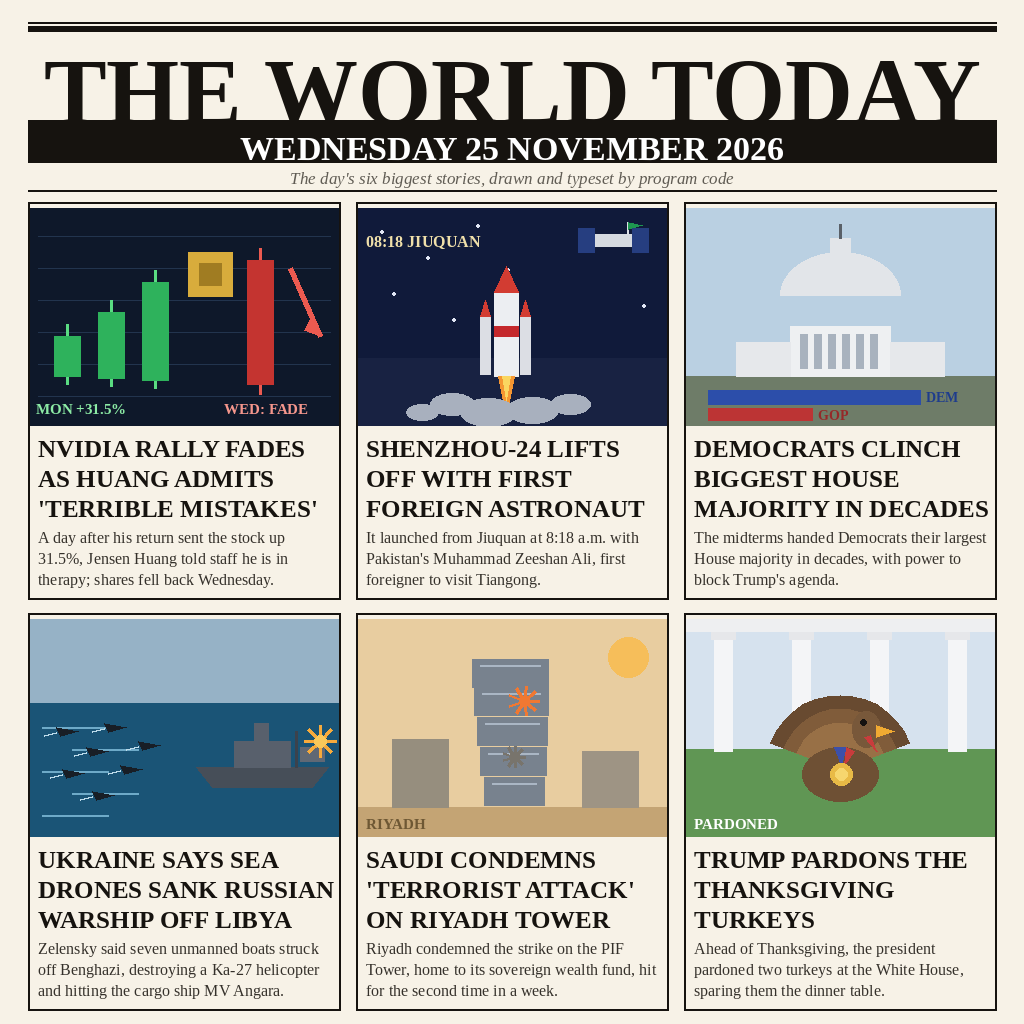 THE WORLD TODAY
WEDNESDAY 25 NOVEMBER 2026
The day's six biggest stories, drawn and typeset by program code
MON +31.5%
WED: FADE
NVIDIA RALLY FADES
AS HUANG ADMITS
'TERRIBLE MISTAKES'
A day after his return sent the stock up
31.5%, Jensen Huang told staff he is in
therapy; shares fell back Wednesday.
08:18 JIUQUAN
SHENZHOU-24 LIFTS
OFF WITH FIRST
FOREIGN ASTRONAUT
It launched from Jiuquan at 8:18 a.m. with
Pakistan's Muhammad Zeeshan Ali, first
foreigner to visit Tiangong.
DEM
GOP
DEMOCRATS CLINCH
BIGGEST HOUSE
MAJORITY IN DECADES
The midterms handed Democrats their largest
House majority in decades, with power to
block Trump's agenda.
UKRAINE SAYS SEA
DRONES SANK RUSSIAN
WARSHIP OFF LIBYA
Zelensky said seven unmanned boats struck
off Benghazi, destroying a Ka-27 helicopter
and hitting the cargo ship MV Angara.
RIYADH
SAUDI CONDEMNS
'TERRORIST ATTACK'
ON RIYADH TOWER
Riyadh condemned the strike on the PIF
Tower, home to its sovereign wealth fund, hit
for the second time in a week.
PARDONED
TRUMP PARDONS THE
THANKSGIVING
TURKEYS
Ahead of Thanksgiving, the president
pardoned two turkeys at the White House,
sparing them the dinner table.